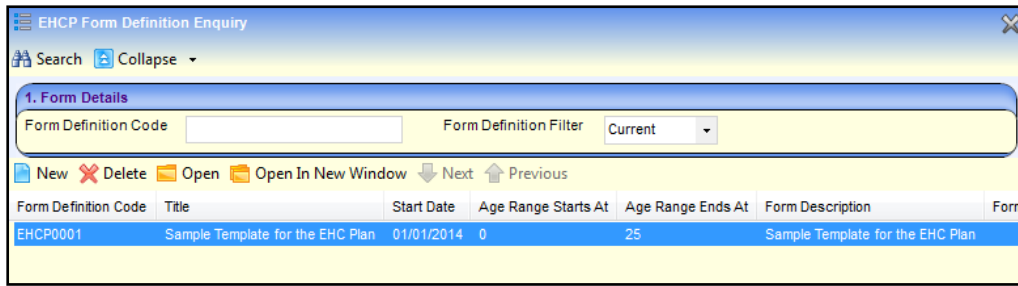 EHCP Form Definition Enquiry
Search Collapse
1. Form Details
Form Definition Code Form Definition Filter Current
New Delete Open Open In New Window Next Previous
Form Definition Code Title Start Date Age Range Starts At Age Range Ends At Form Description Form
EHCP0001 Sample Template for the EHC Plan 01/01/2014 0 25 Sample Template for the EHC Plan